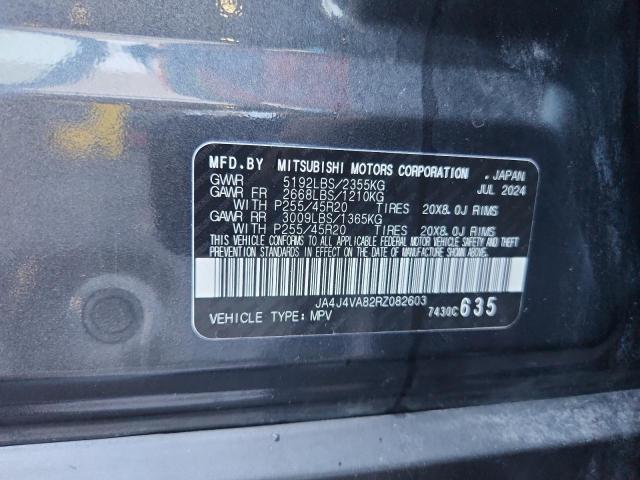 MFD.BY MITSUBISHI MOTORS CORPORATION . JAPAN
GVWR 5192LBS/2355KG JUL 2024
GAWR FR 2668LBS/1210KG
WITH P255/45R20 TIRES 20X8.0J RIMS
GAWR RR 3009LBS/1365KG
WITH P255/45R20 TIRES 20X8.0J RIMS
THIS VEHICLE CONFORMS TO ALL APPLICABLE FEDERAL MOTOR VEHICLE SAFETY AND THEFT
PREVENTION STANDARDS IN EFFECT ON THE DATE OF MANUFACTURE SHOWN ABOVE.
JA4J4VA82RZ082603
VEHICLE TYPE: MPV 7430C635